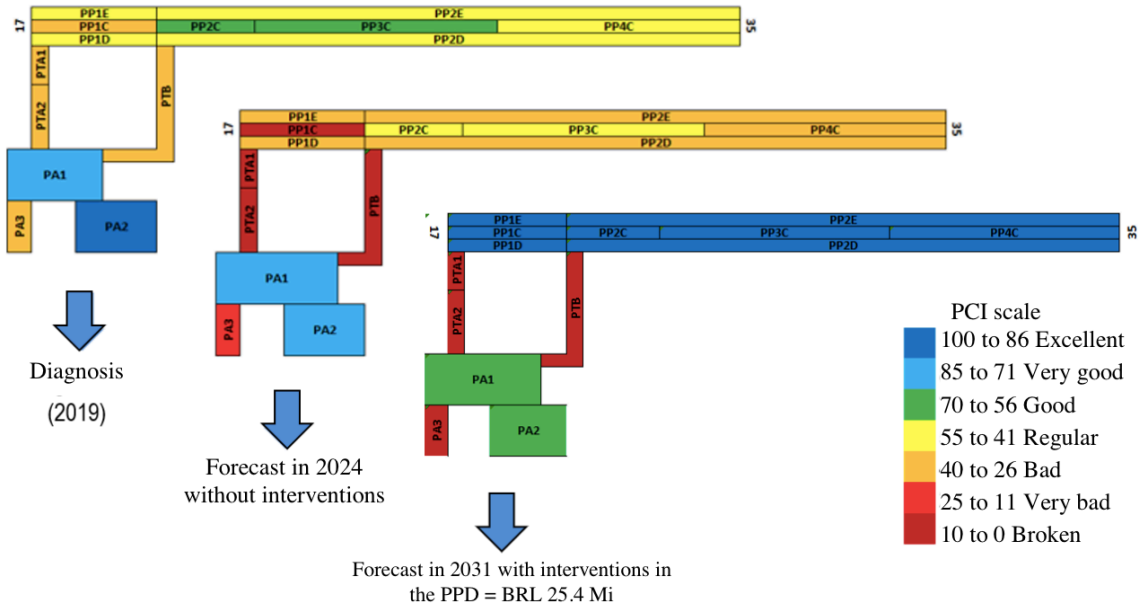 PP1E PP2E
17 PP1C PP2C PP3C PP4C 35
PP1D PP2D
PTA1
PTA2
PTB
PA1
PA3
PA2
Diagnosis
(2019)
PP1E PP2E
17 PP1C PP2C PP3C PP4C 35
PP1D PP2D
PTA1
PTA2
PTB
PA1
PA3
PA2
Forecast in 2024
without interventions
PP1E PP2E
17 PP1C PP2C PP3C PP4C 35
PP1D PP2D
PTA1
PTA2
PTB
PA1
PA3
PA2
Forecast in 2031 with interventions in
the PPD = BRL 25.4 Mi
PCI scale
100 to 86 Excellent
85 to 71 Very good
70 to 56 Good
55 to 41 Regular
40 to 26 Bad
25 to 11 Very bad
10 to 0 Broken